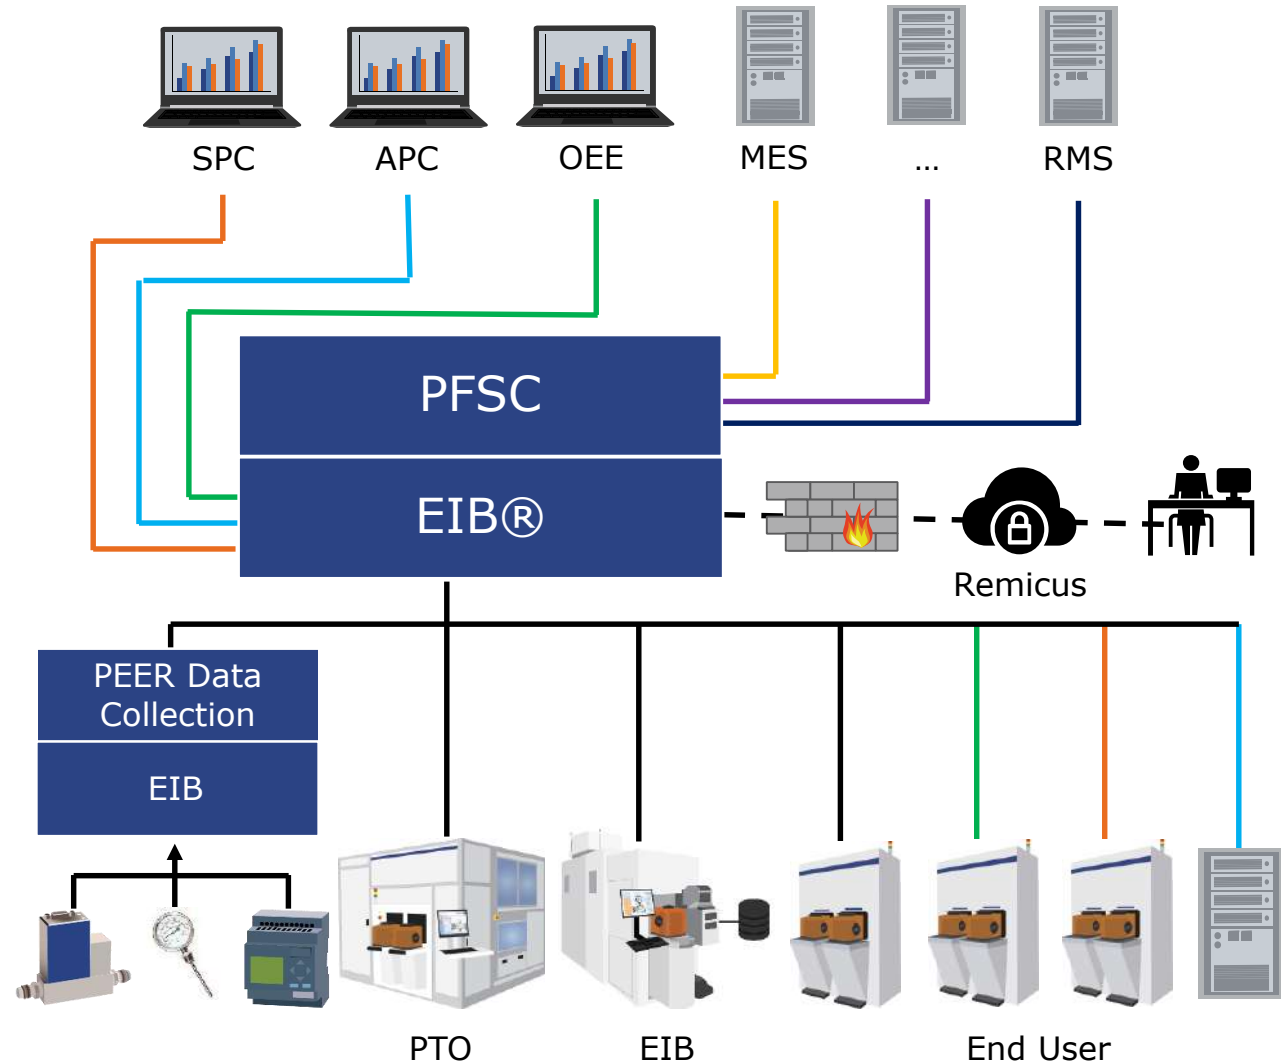 SPC
APC
OEE
MES
...
RMS
PFSC
EIB®
Remicus
PEER Data
Collection
EIB
PTO
EIB
End User